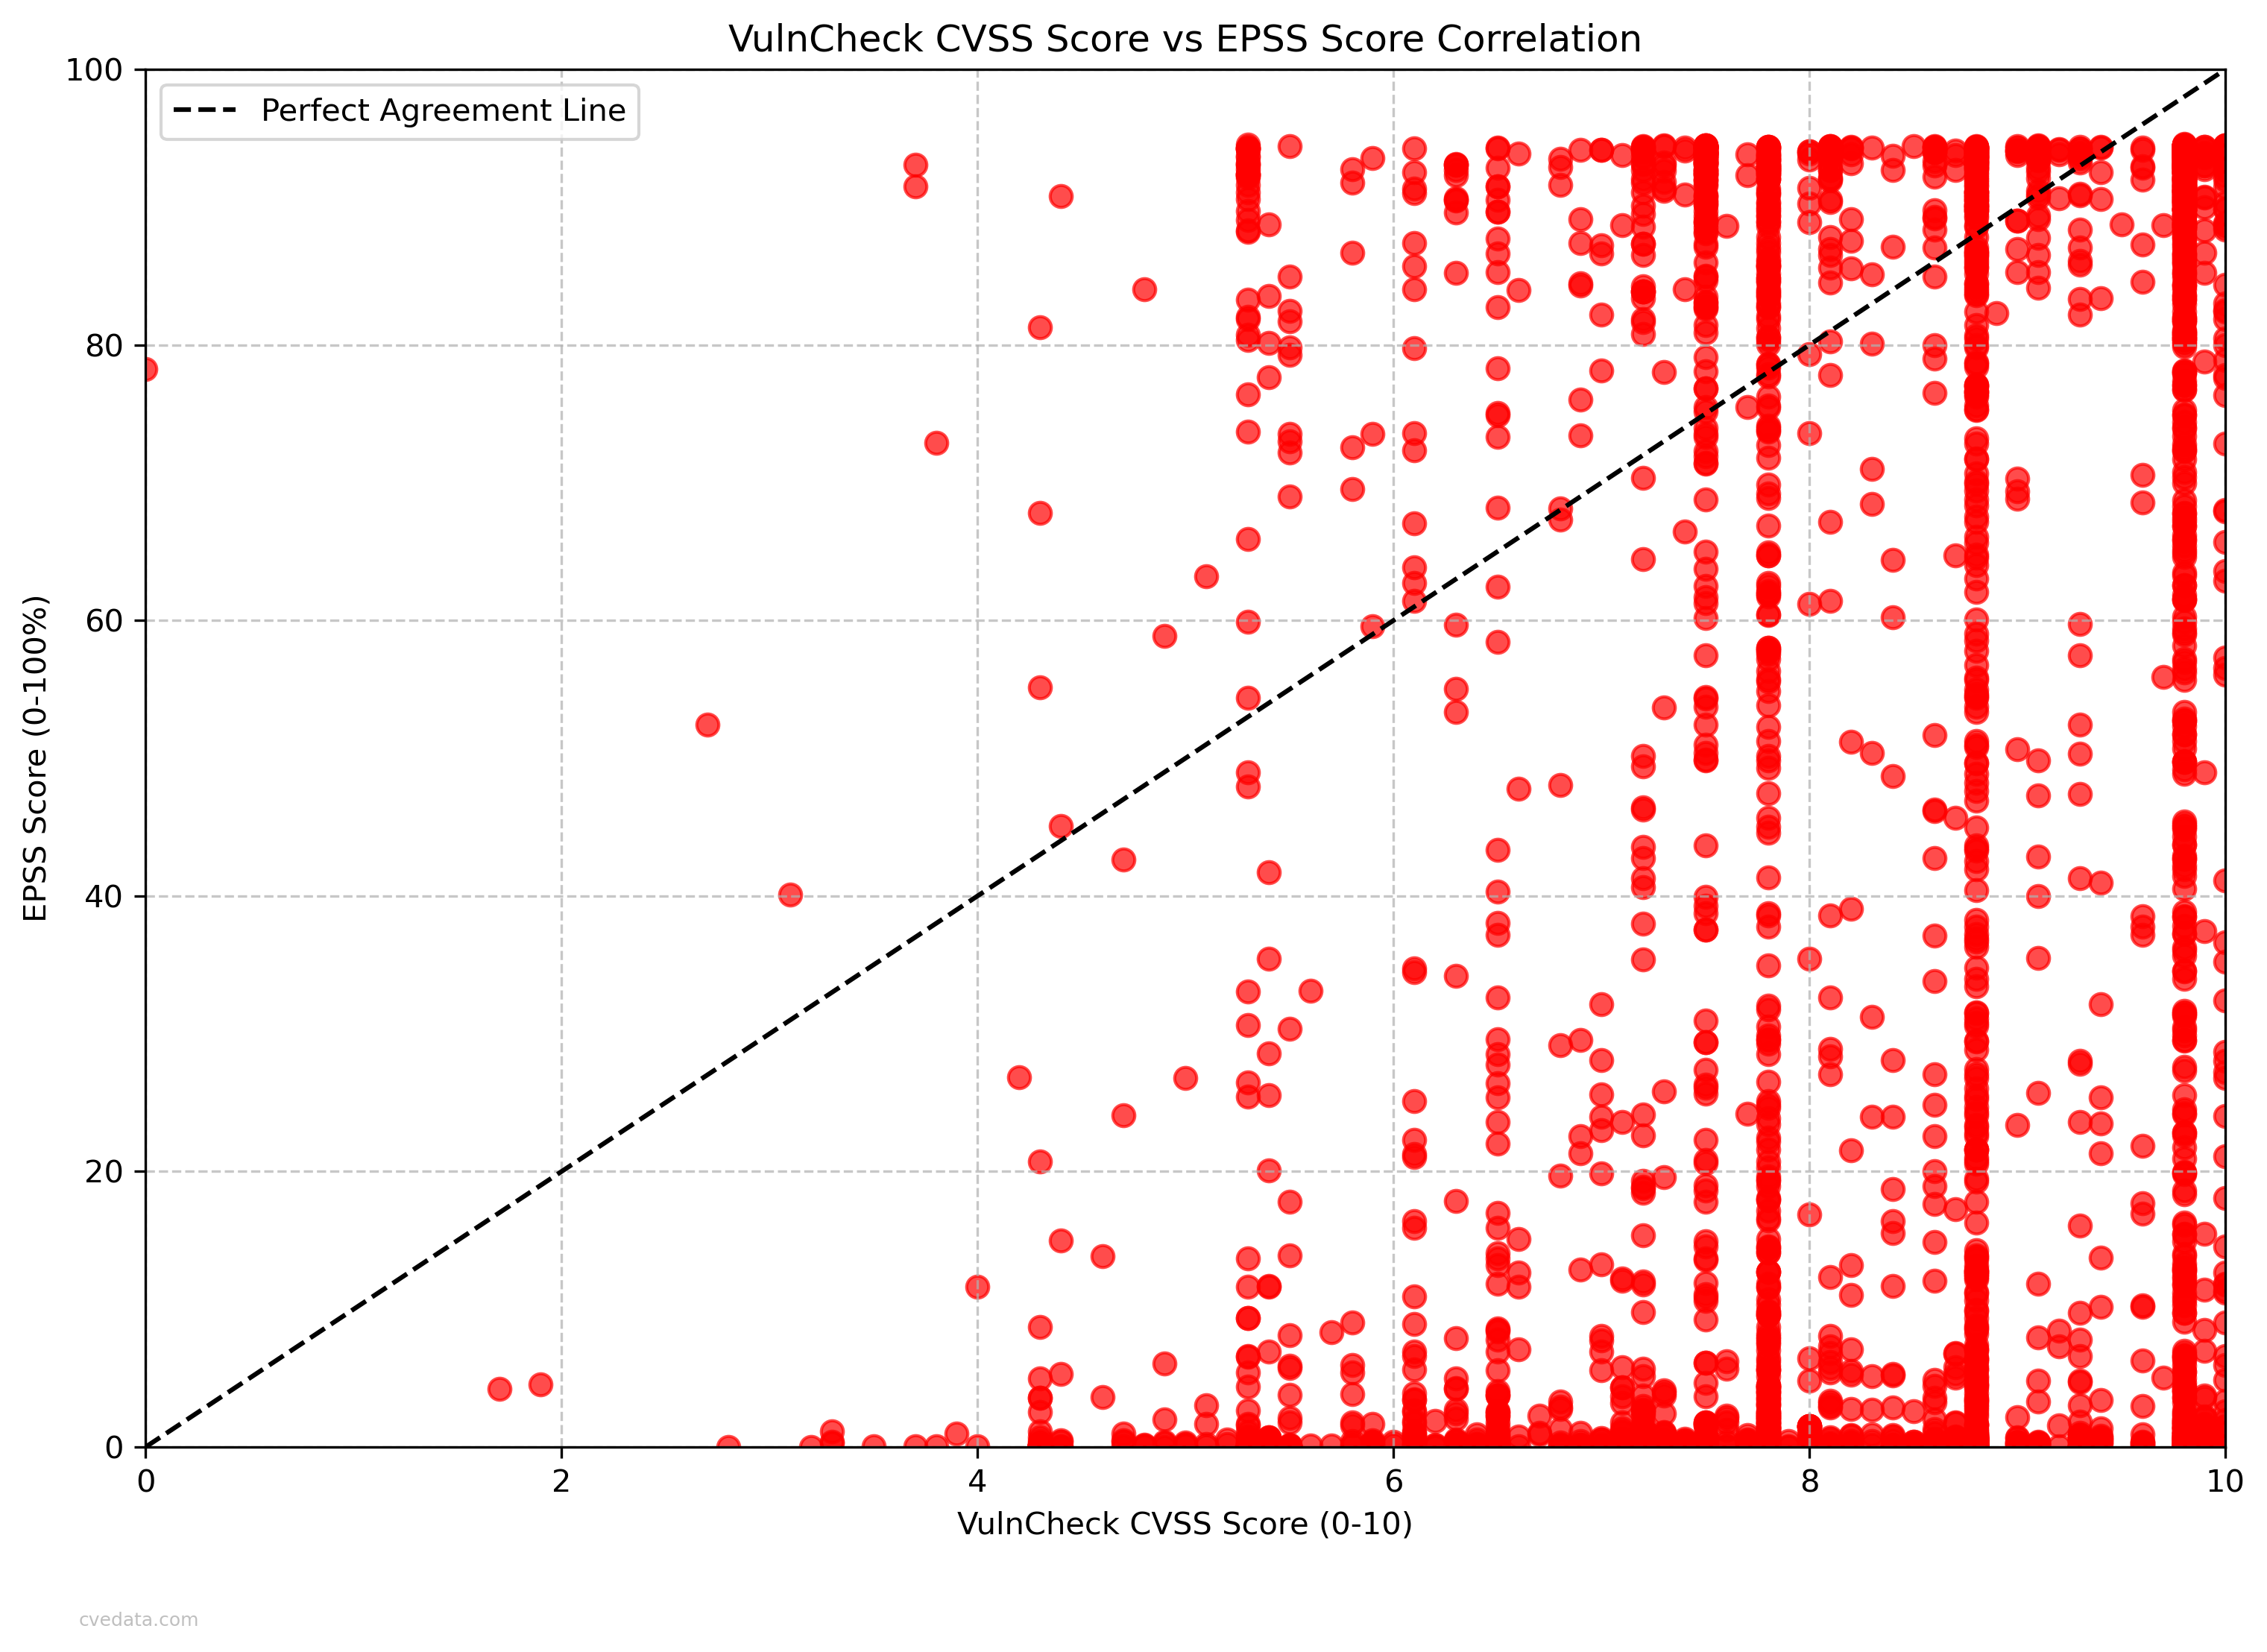 VulnCheck CVSS Score vs EPSS Score Correlation
Perfect Agreement Line
EPSS Score (0-100%)
100
80
60
40
20
0
0 2 4 6 8 10
VulnCheck CVSS Score (0-10)
cvedata.com